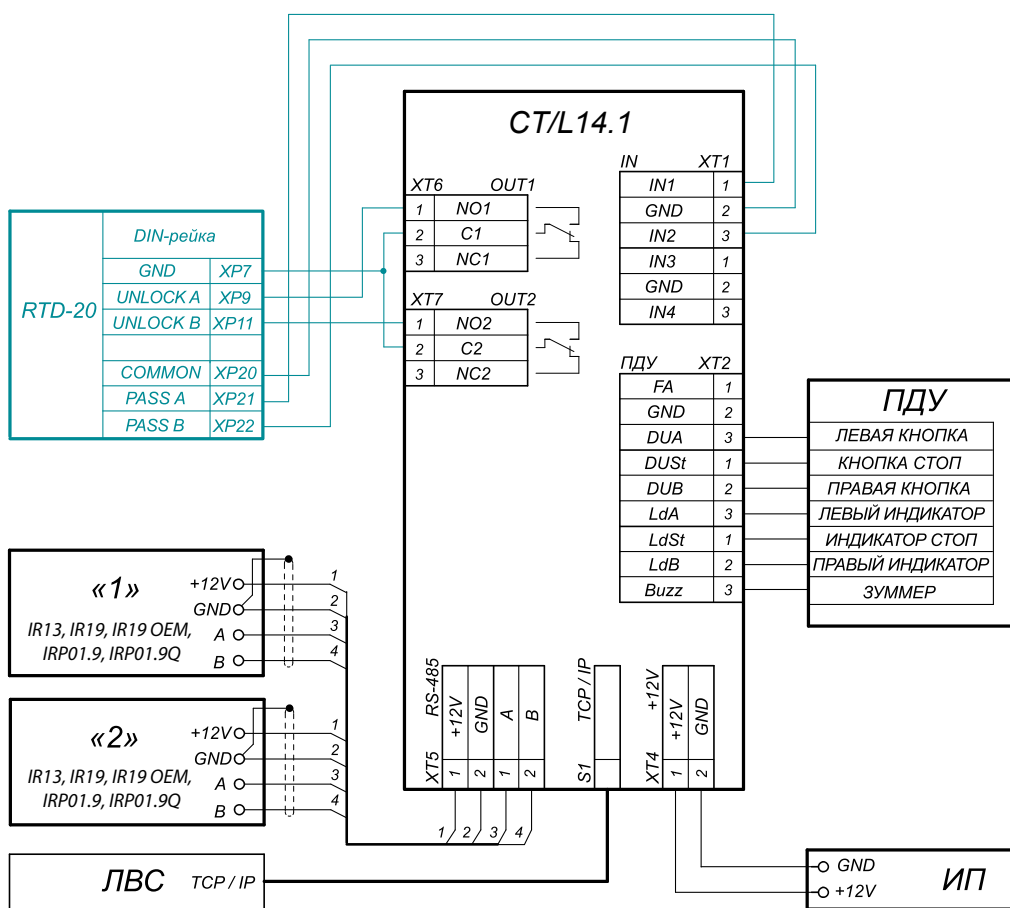 CT/L14.1
XT6 OUT1
1 NO1
2 C1
3 NC1
XT7 OUT2
1 NO2
2 C2
3 NC2
IN XT1
IN1 1
GND 2
IN2 3
IN3 1
GND 2
IN4 3
ПДУ XT2
FA 1
GND 2
DUA 3
DUSt 1
DUB 2
LdA 3
LdSt 1
LdB 2
Buzz 3
RTD-20
DIN-рейка
GND XP7
UNLOCK A XP9
UNLOCK B XP11
COMMON XP20
PASS A XP21
PASS B XP22
ПДУ
ЛЕВАЯ КНОПКА
КНОПКА СТОП
ПРАВАЯ КНОПКА
ЛЕВЫЙ ИНДИКАТОР
ИНДИКАТОР СТОП
ПРАВЫЙ ИНДИКАТОР
ЗУММЕР
«1»
IR13, IR19, IR19 OEM,
IRP01.9, IRP01.9Q
+12V 1
GND 2
A 3
B 4
«2»
IR13, IR19, IR19 OEM,
IRP01.9, IRP01.9Q
+12V 1
GND 2
A 3
B 4
XT5 RS-485
1 +12V
2 GND
1 A
2 B
1 2 3 4
S1 TCP / IP
XT4 +12V
1 +12V
2 GND
ЛВС TCP / IP
ИП
GND
+12V